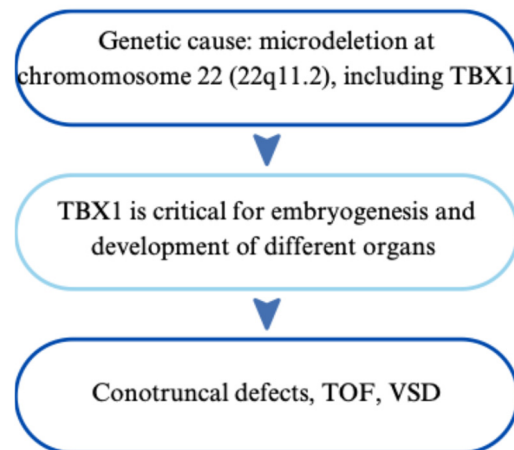 Genetic cause: microdeletion at
chromomosome 22 (22q11.2), including TBX1
TBX1 is critical for embryogenesis and
development of different organs
Conotruncal defects, TOF, VSD